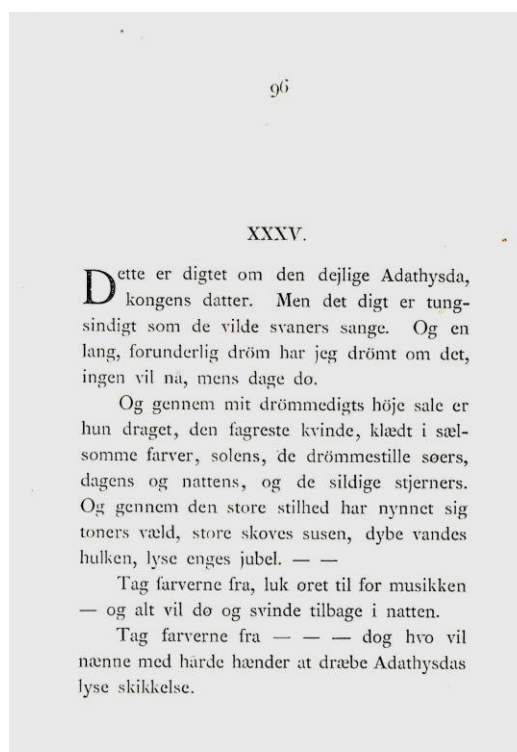 96
XXXV.
Dette er digtet om den dejlige Adathysda,
kongens datter. Men det digt er tung-
sindigt som de vilde svaners sange. Og en
lang, forunderlig dröm har jeg drömt om det,
ingen vil nå, mens dage dø.
Og gennem mit drömmedigts höje sale er
hun draget, den fagreste kvinde, klædt i sæl-
somme farver, solens, de drömmestille søers,
dagens og nattens, og de sildige stjerners.
Og gennem den store stilhed har nynnet sig
toners væld, store skoves susen, dybe vandes
hulken, lyse enges jubel. — —
Tag farverne fra, luk øret til for musikken
— og alt vil dø og svinde tilbage i natten.
Tag farverne fra — — — dog hvo vil
nænne med hårde hænder at dræbe Adathysdas
lyse skikkelse.